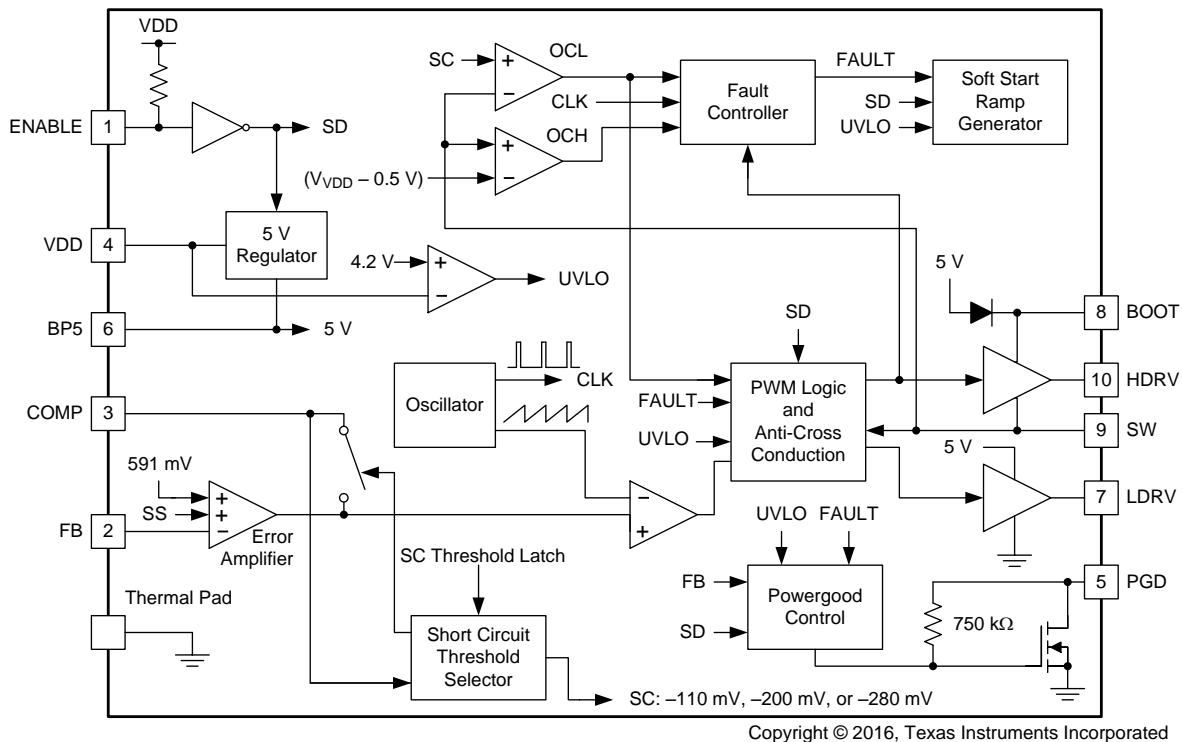 VDD
ENABLE
1
SD
SC
+
–
OCL
CLK
+
–
OCH
(VVDD – 0.5 V)
Fault
Controller
FAULT
SD
UVLO
Soft Start
Ramp
Generator
VDD
4
5 V
Regulator
4.2 V
+
–
UVLO
BP5
6
5 V
5 V
8
BOOT
SD
Oscillator
CLK
COMP
3
FAULT
UVLO
PWM Logic
and
Anti-Cross
Conduction
10
HDRV
9
SW
5 V
7
LDRV
591 mV
SS
+
+
–
FB
2
Error
Amplifier
–
+
UVLO
FAULT
SC Threshold Latch
FB
SD
Powergood
Control
5
PGD
750 kΩ
Thermal Pad
Short Circuit
Threshold
Selector
SC: –110 mV, –200 mV, or –280 mV
Copyright © 2016, Texas Instruments Incorporated